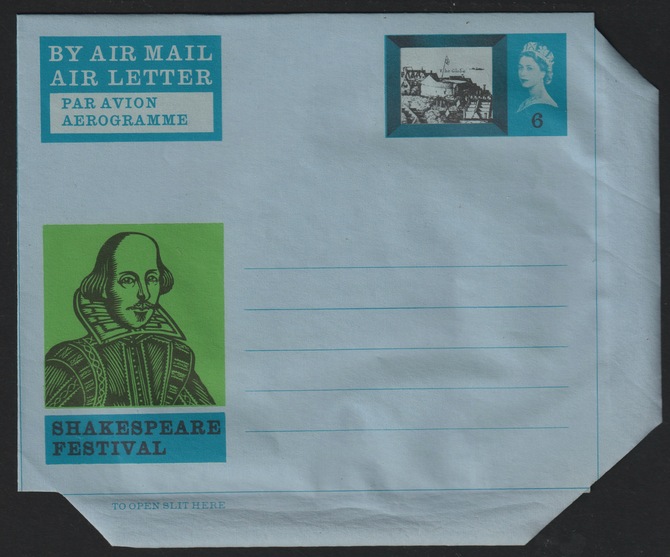 BY AIR MAIL
AIR LETTER
PAR AVION
AEROGRAMME
6
SHAKESPEARE
FESTIVAL
TO OPEN SLIT HERE